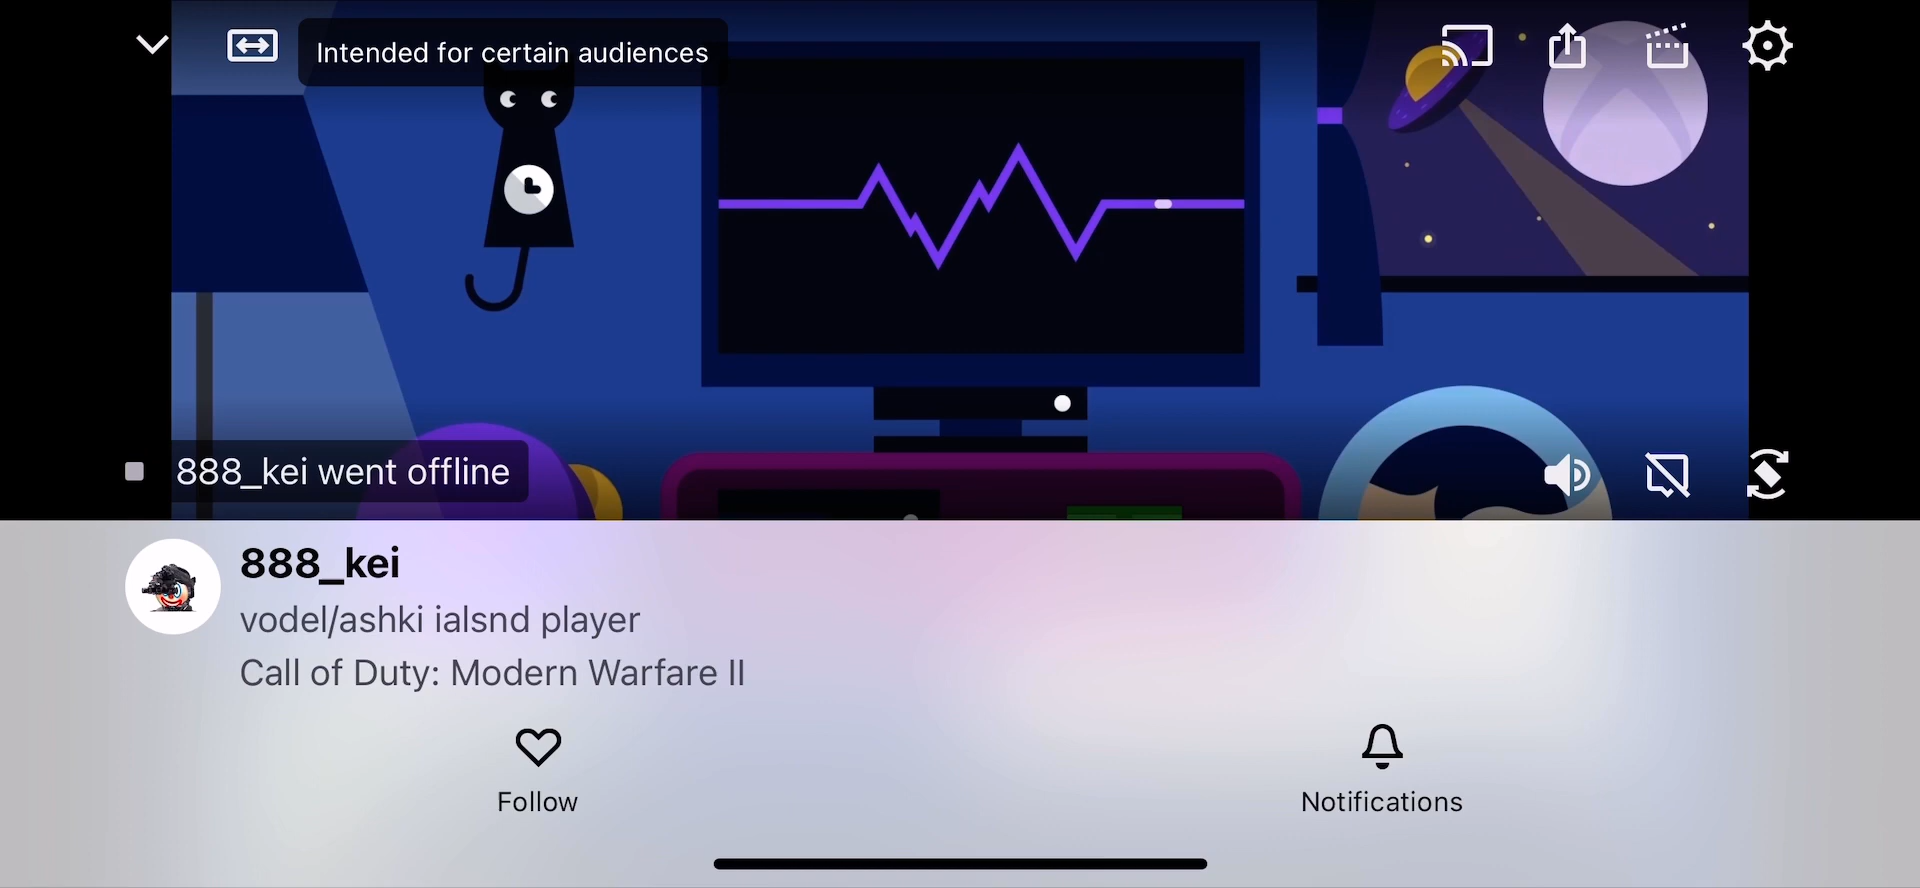 Intended for certain audiences
888_kei went offline
888_kei
vodel/ashki ialsnd player
Call of Duty: Modern Warfare II
Follow
Notifications